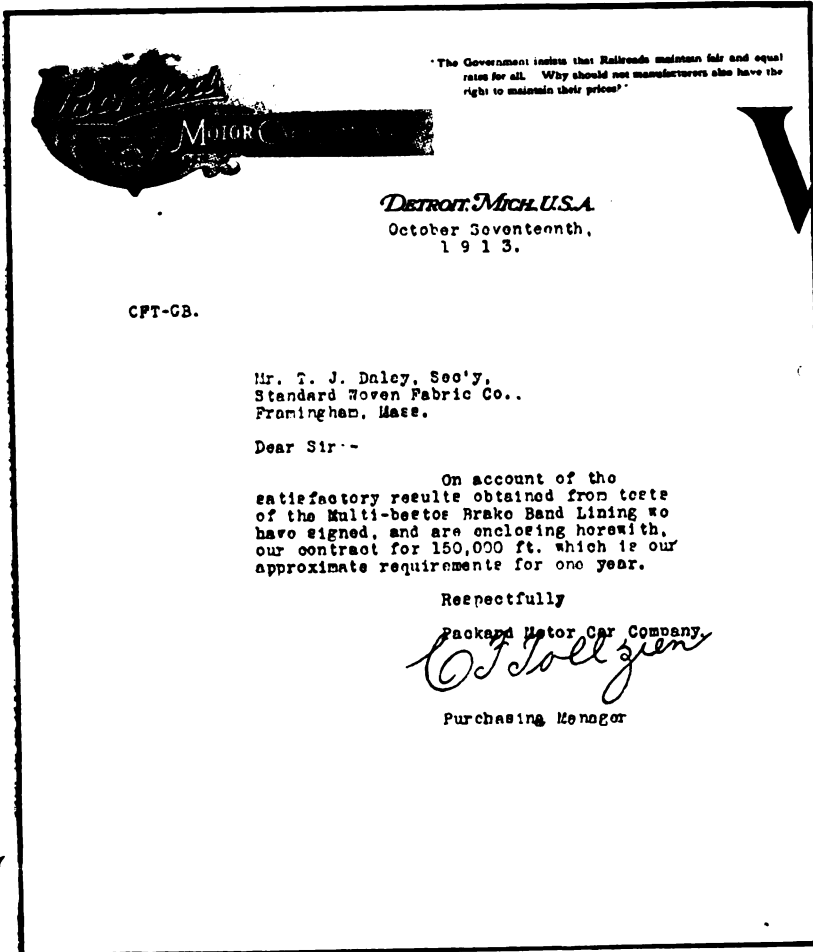 "The Government insists that Railroads maintain fair and equal
rates for all. Why should not manufacturers also have the
right to maintain their prices?"
Packard
MOTOR CAR
DETROIT, MICH. U.S.A.
October Seventeenth,
1 9 1 3.
CFT-GB.
Mr. T. J. Daley, Sec'y,
Standard Woven Fabric Co.,
Framingham, Mass.
Dear Sir:-
On account of the
satisfactory results obtained from tests
of the Multi-bestos Brake Band Lining we
have signed, and are enclosing herewith,
our contract for 150,000 ft. which is our
approximate requirements for one year.
Respectfully
Packard Motor Car Company,
C F Tollzien
Purchasing Manager